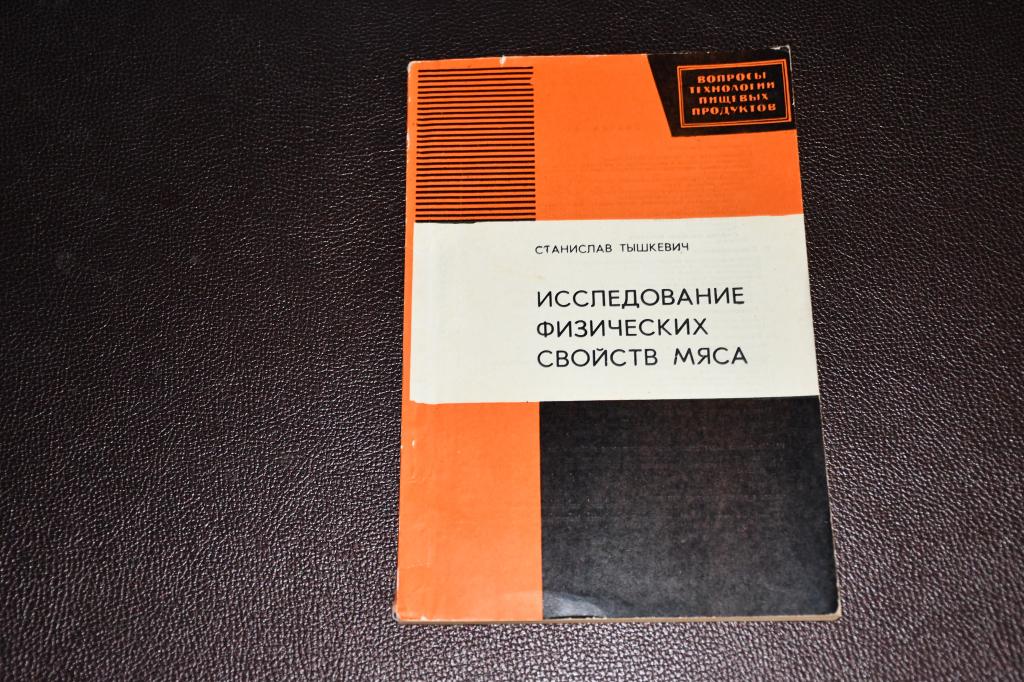 ВОПРОСЫ
ТЕХНОЛОГИИ
ПИЩЕВЫХ
ПРОДУКТОВ
СТАНИСЛАВ ТЫШКЕВИЧ
ИССЛЕДОВАНИЕ
ФИЗИЧЕСКИХ
СВОЙСТВ МЯСА